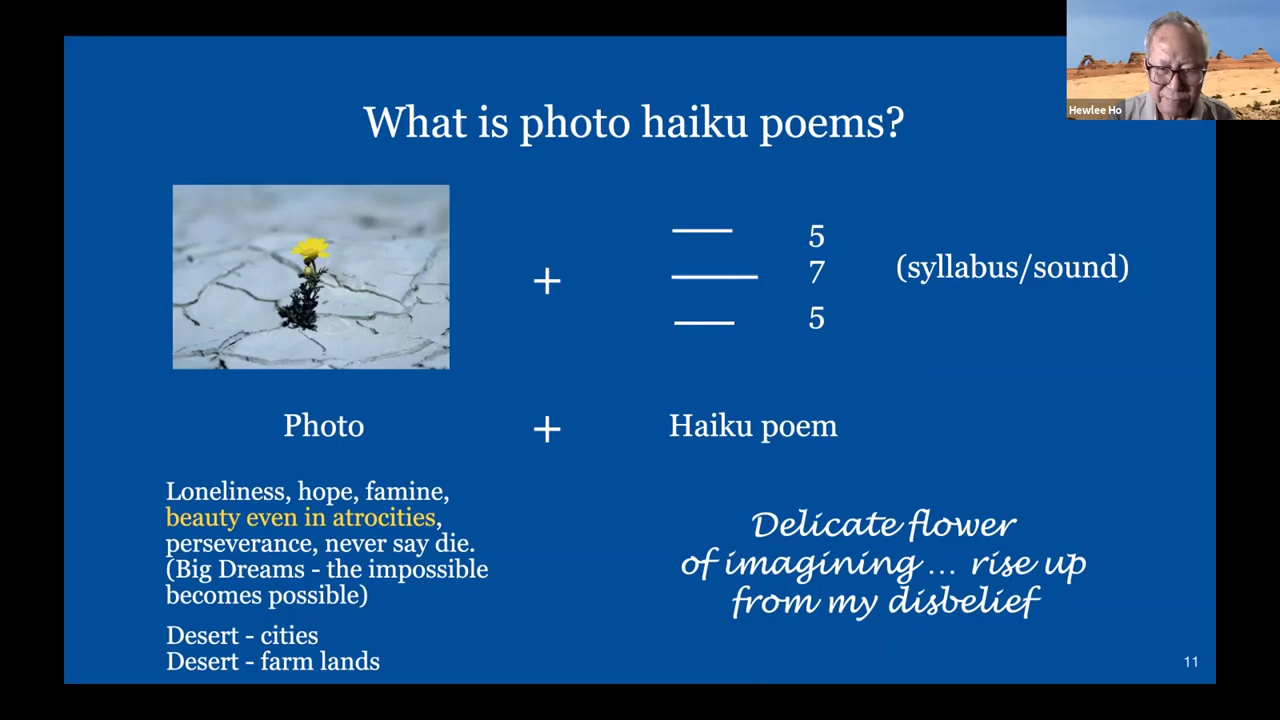 What is photo haiku poems?
Hewlee Ho
+
5
7
5
(syllabus/sound)
Photo
+
Haiku poem
Loneliness, hope, famine,
beauty even in atrocities,
perseverance, never say die.
(Big Dreams - the impossible
becomes possible)
Desert - cities
Desert - farm lands
Delicate flower
of imagining ... rise up
from my disbelief
11